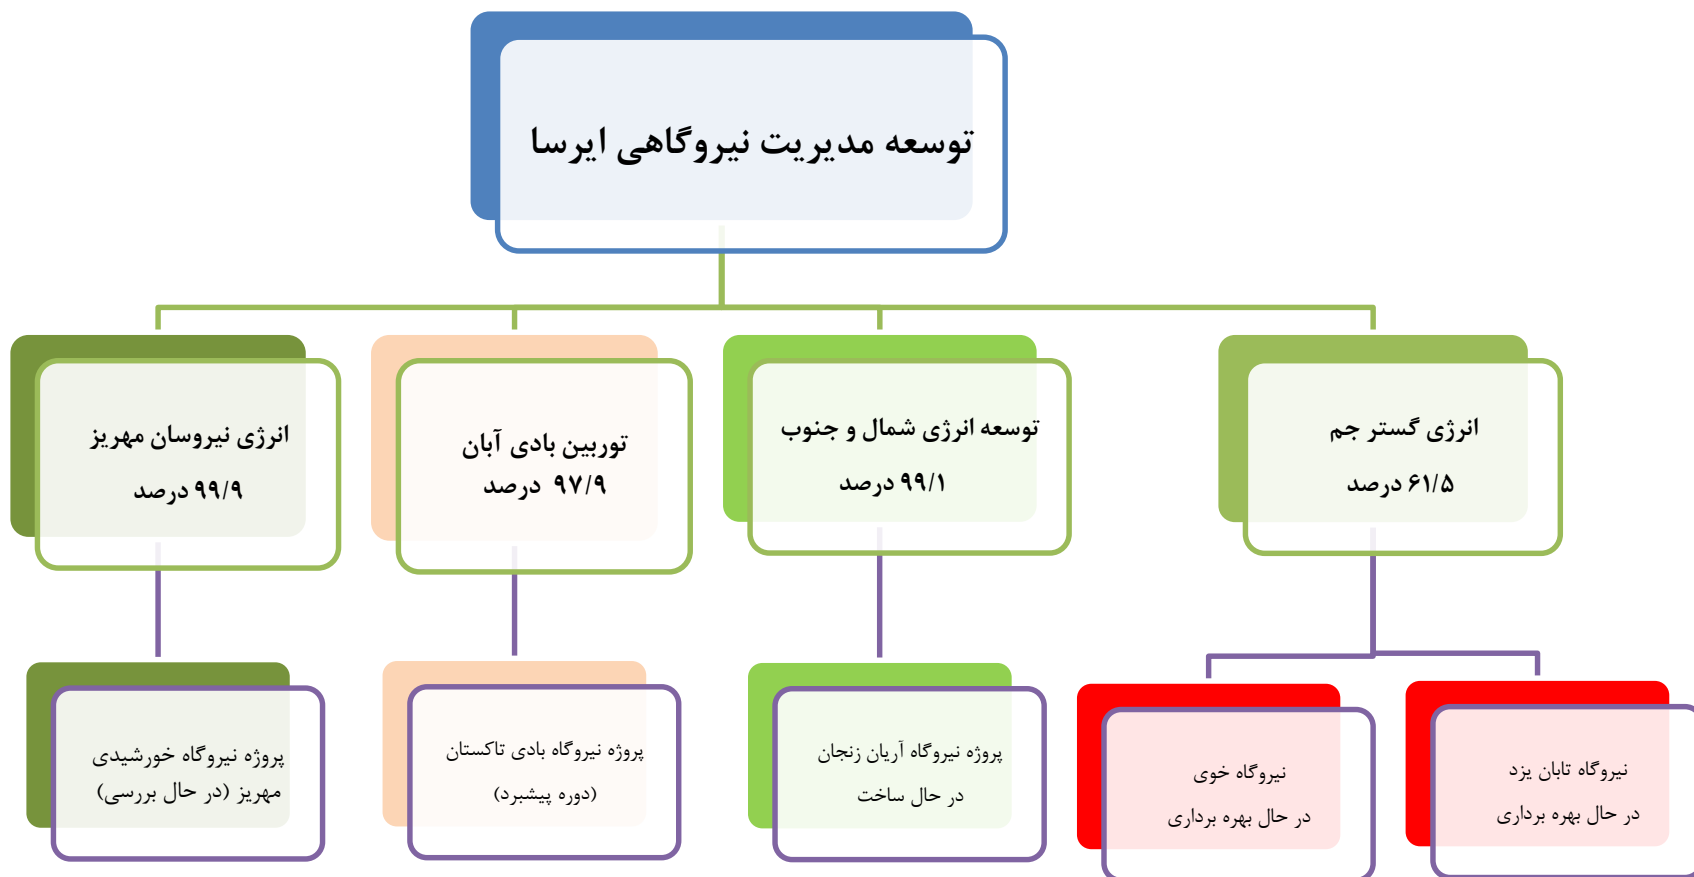 توسعه مدیریت نیروگاهی ایرسا
انرژی گستر جم
۶۱/۵ درصد
توسعه انرژی شمال و جنوب
۹۹/۱ درصد
توربین بادی آبان
۹۷/۹ درصد
انرژی نیروسان مهریز
۹۹/۹ درصد
نیروگاه تابان یزد
در حال بهره برداری
نیروگاه خوی
در حال بهره برداری
پروژه نیروگاه آریان زنجان
در حال ساخت
پروژه نیروگاه بادی تاکستان
(دوره پیشبرد)
پروژه نیروگاه خورشیدی
مهریز (در حال بررسی)